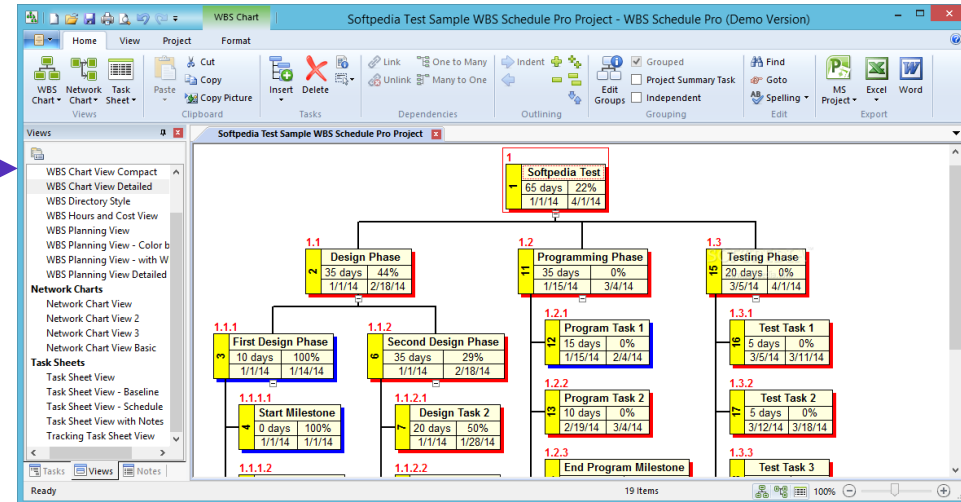 WBS Chart
Softpedia Test Sample WBS Schedule Pro Project - WBS Schedule Pro (Demo Version)
Home View Project Format
WBS Chart
Network Chart
Task Sheet
Views
Paste
Cut
Copy
Copy Picture
Clipboard
Insert
Delete
Tasks
Link
Unlink
One to Many
Many to One
Dependencies
Indent
Outlining
Edit Groups
Grouped
Project Summary Task
Independent
Grouping
Find
Goto
Spelling
Edit
MS Project
Excel
Word
Export
Views
WBS Chart View Compact
WBS Chart View Detailed
WBS Directory Style
WBS Hours and Cost View
WBS Planning View
WBS Planning View - Color b
WBS Planning View - with W
WBS Planning View Detailed
Network Charts
Network Chart View
Network Chart View 2
Network Chart View 3
Network Chart View Basic
Task Sheets
Task Sheet View
Task Sheet View - Baseline
Task Sheet View - Schedule
Task Sheet View with Notes
Tracking Task Sheet View
Tasks Views Notes
Softpedia Test Sample WBS Schedule Pro Project
1
1
Softpedia Test
65 days 22%
1/1/14 4/1/14
1.1
2
Design Phase
35 days 44%
1/1/14 2/18/14
1.2
11
Programming Phase
35 days 0%
1/15/14 3/4/14
1.3
15
Testing Phase
20 days 0%
3/5/14 4/1/14
1.1.1
3
First Design Phase
10 days 100%
1/1/14 1/14/14
1.1.2
6
Second Design Phase
35 days 29%
1/1/14 2/18/14
1.2.1
12
Program Task 1
15 days 0%
1/15/14 2/4/14
1.3.1
16
Test Task 1
5 days 0%
3/5/14 3/11/14
1.1.1.1
4
Start Milestone
0 days 100%
1/1/14 1/1/14
1.1.2.1
7
Design Task 2
20 days 50%
1/1/14 1/28/14
1.2.2
13
Program Task 2
10 days 0%
2/19/14 3/4/14
1.3.2
17
Test Task 2
5 days 0%
3/12/14 3/18/14
1.1.1.2
1.1.2.2
1.2.3
End Program Milestone
1.3.3
Test Task 3
Ready
19 Items
100%